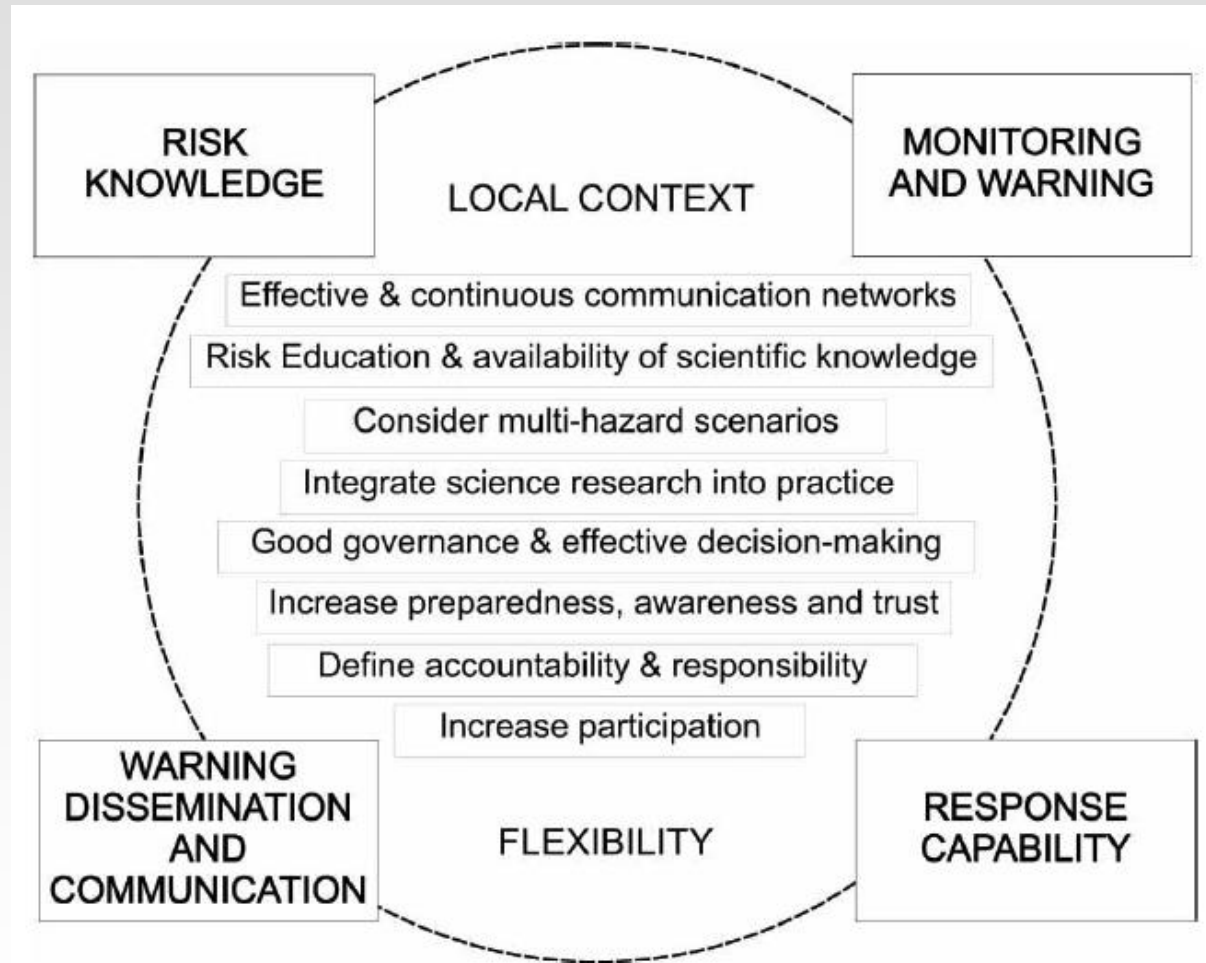 RISK
KNOWLEDGE
MONITORING
AND WARNING
LOCAL CONTEXT
Effective & continuous communication networks
Risk Education & availability of scientific knowledge
Consider multi-hazard scenarios
Integrate science research into practice
Good governance & effective decision-making
Increase preparedness, awareness and trust
Define accountability & responsibility
Increase participation
WARNING
DISSEMINATION
AND
COMMUNICATION
FLEXIBILITY
RESPONSE
CAPABILITY